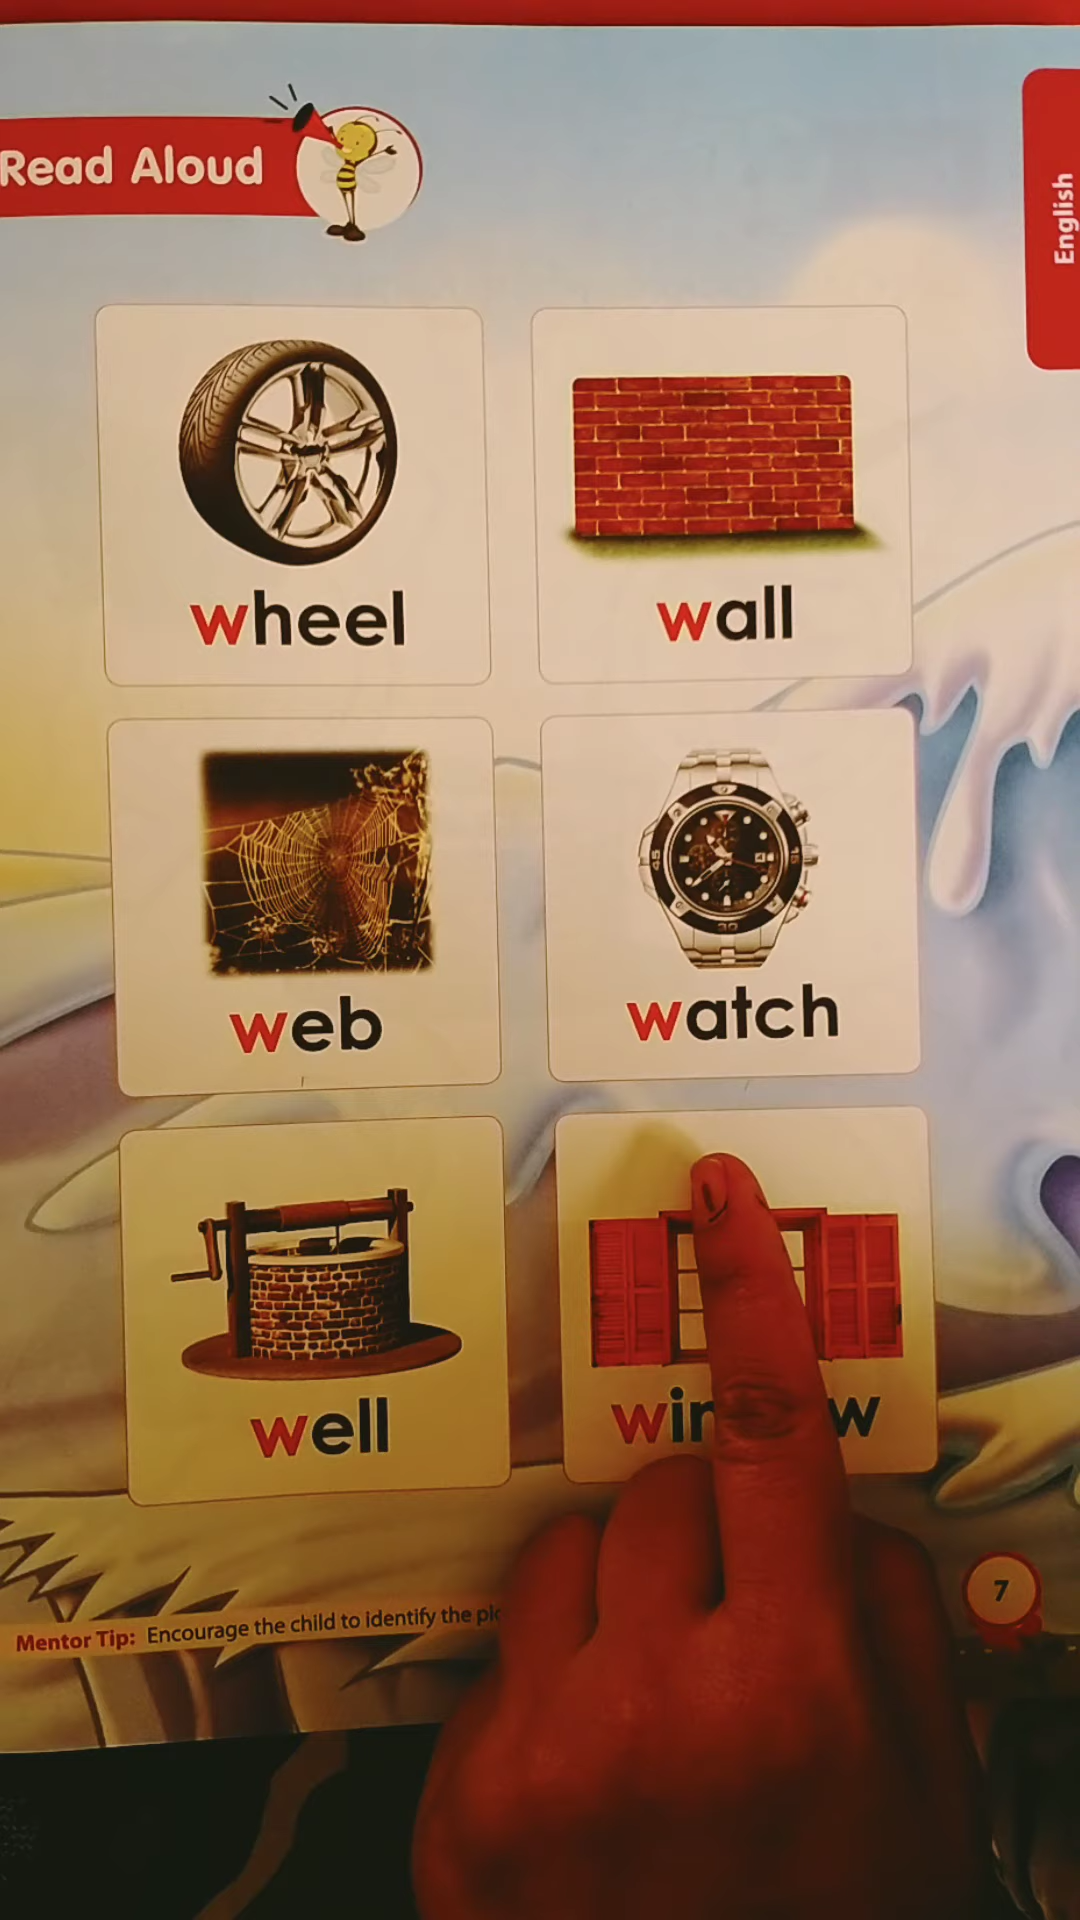 Read Aloud
English
wheel
wall
web
watch
well
7
Mentor Tip: Encourage the child to identify the